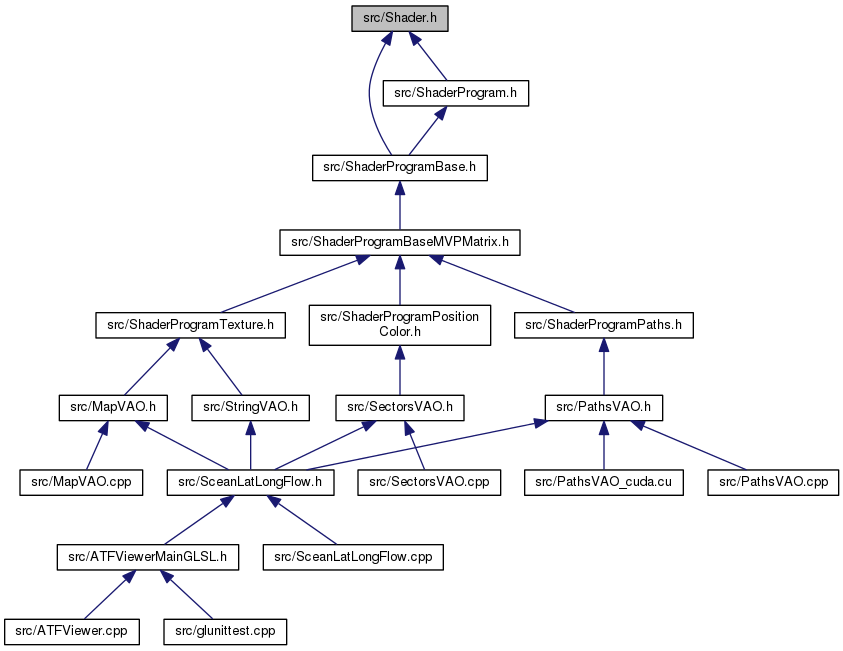 src/Shader.h
src/ShaderProgram.h
src/ShaderProgramBase.h
src/ShaderProgramBaseMVPMatrix.h
src/ShaderProgramTexture.h
src/ShaderProgramPosition
Color.h
src/ShaderProgramPaths.h
src/MapVAO.h
src/StringVAO.h
src/SectorsVAO.h
src/PathsVAO.h
src/MapVAO.cpp
src/SceanLatLongFlow.h
src/SectorsVAO.cpp
src/PathsVAO_cuda.cu
src/PathsVAO.cpp
src/ATFViewerMainGLSL.h
src/SceanLatLongFlow.cpp
src/ATFViewer.cpp
src/glunittest.cpp